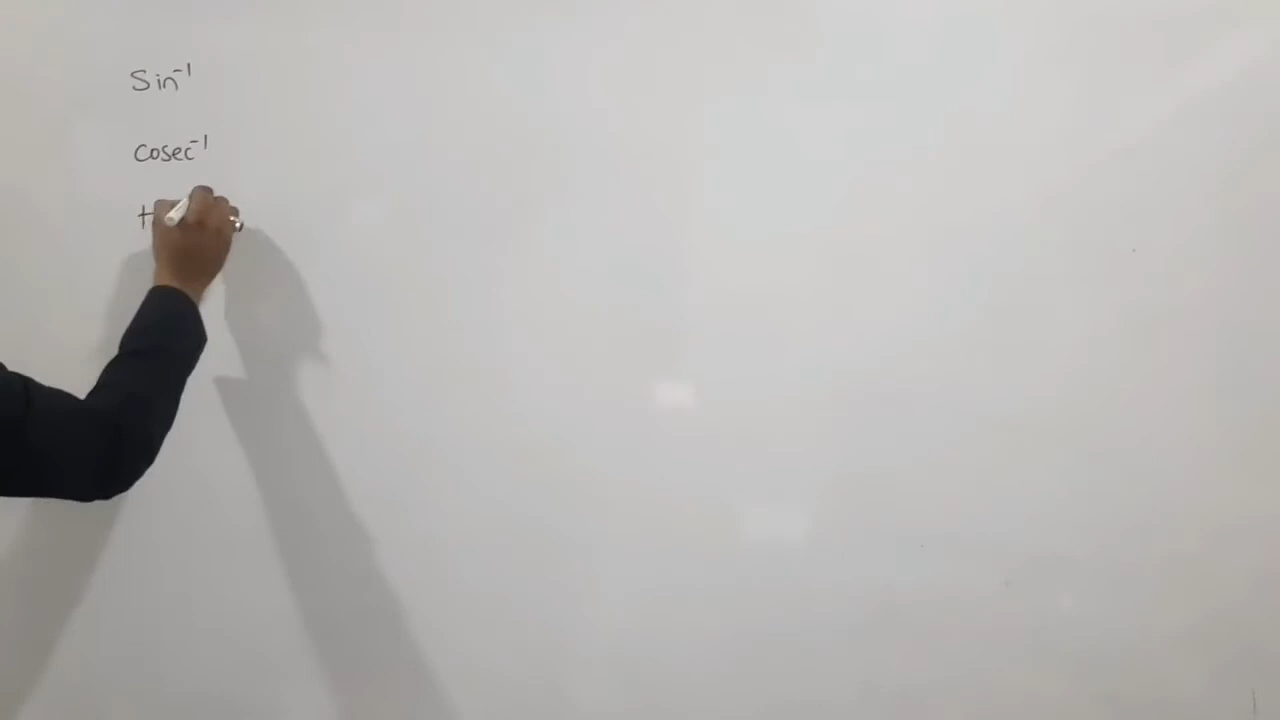 Sin⁻¹
cosec⁻¹
t